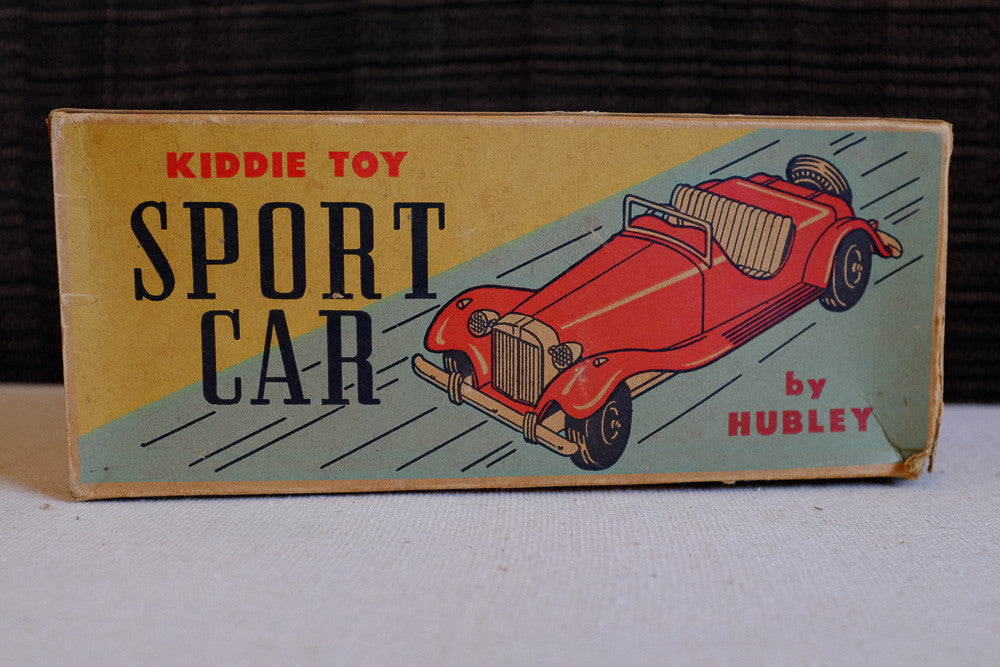 KIDDIE TOY
SPORT
CAR
by
HUBLEY